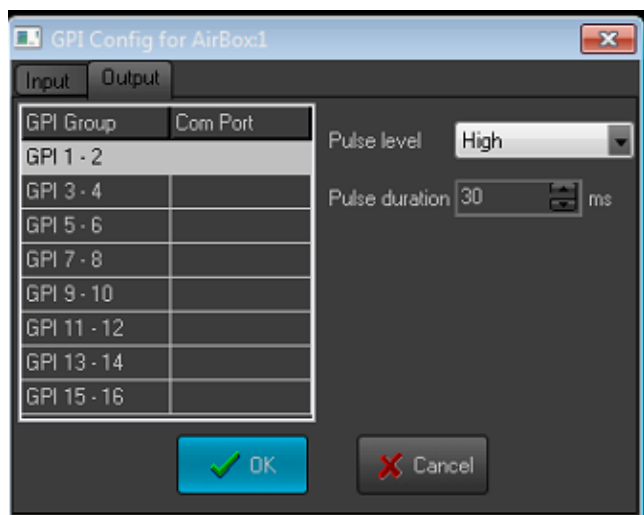 GPI Config for AirBox:1
Input Output
GPI Group Com Port
GPI 1 - 2
GPI 3 - 4
GPI 5 - 6
GPI 7 - 8
GPI 9 - 10
GPI 11 - 12
GPI 13 - 14
GPI 15 - 16
Pulse level High
Pulse duration 30 ms
OK Cancel